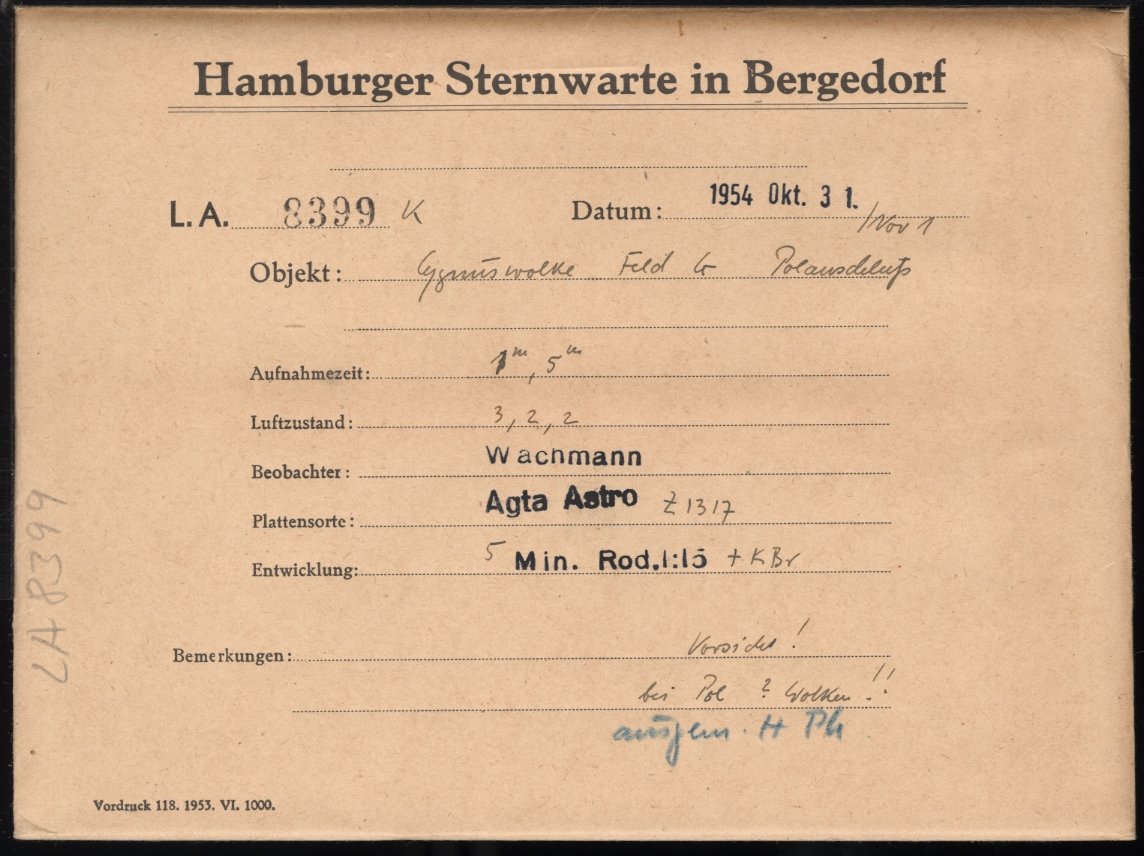 Hamburger Sternwarte in Bergedorf
L. A. 8399 K
Datum: 1954 Okt. 3 1. /Nov 1
Objekt: Cygnuswolke Feld Polanschluß
Aufnahmezeit: 1m, 5m
Luftzustand: 3, 2, 2
Beobachter: Wachmann
Plattensorte: Agfa Astro Z 1317
Entwicklung: 5 Min. Rod. 1:15 + KBr
Bemerkungen: Vorsicht!
bei Pol ? Wolken!!
ausgem. H Ph
LA 8399
Vordruck 118. 1953. VI. 1000.